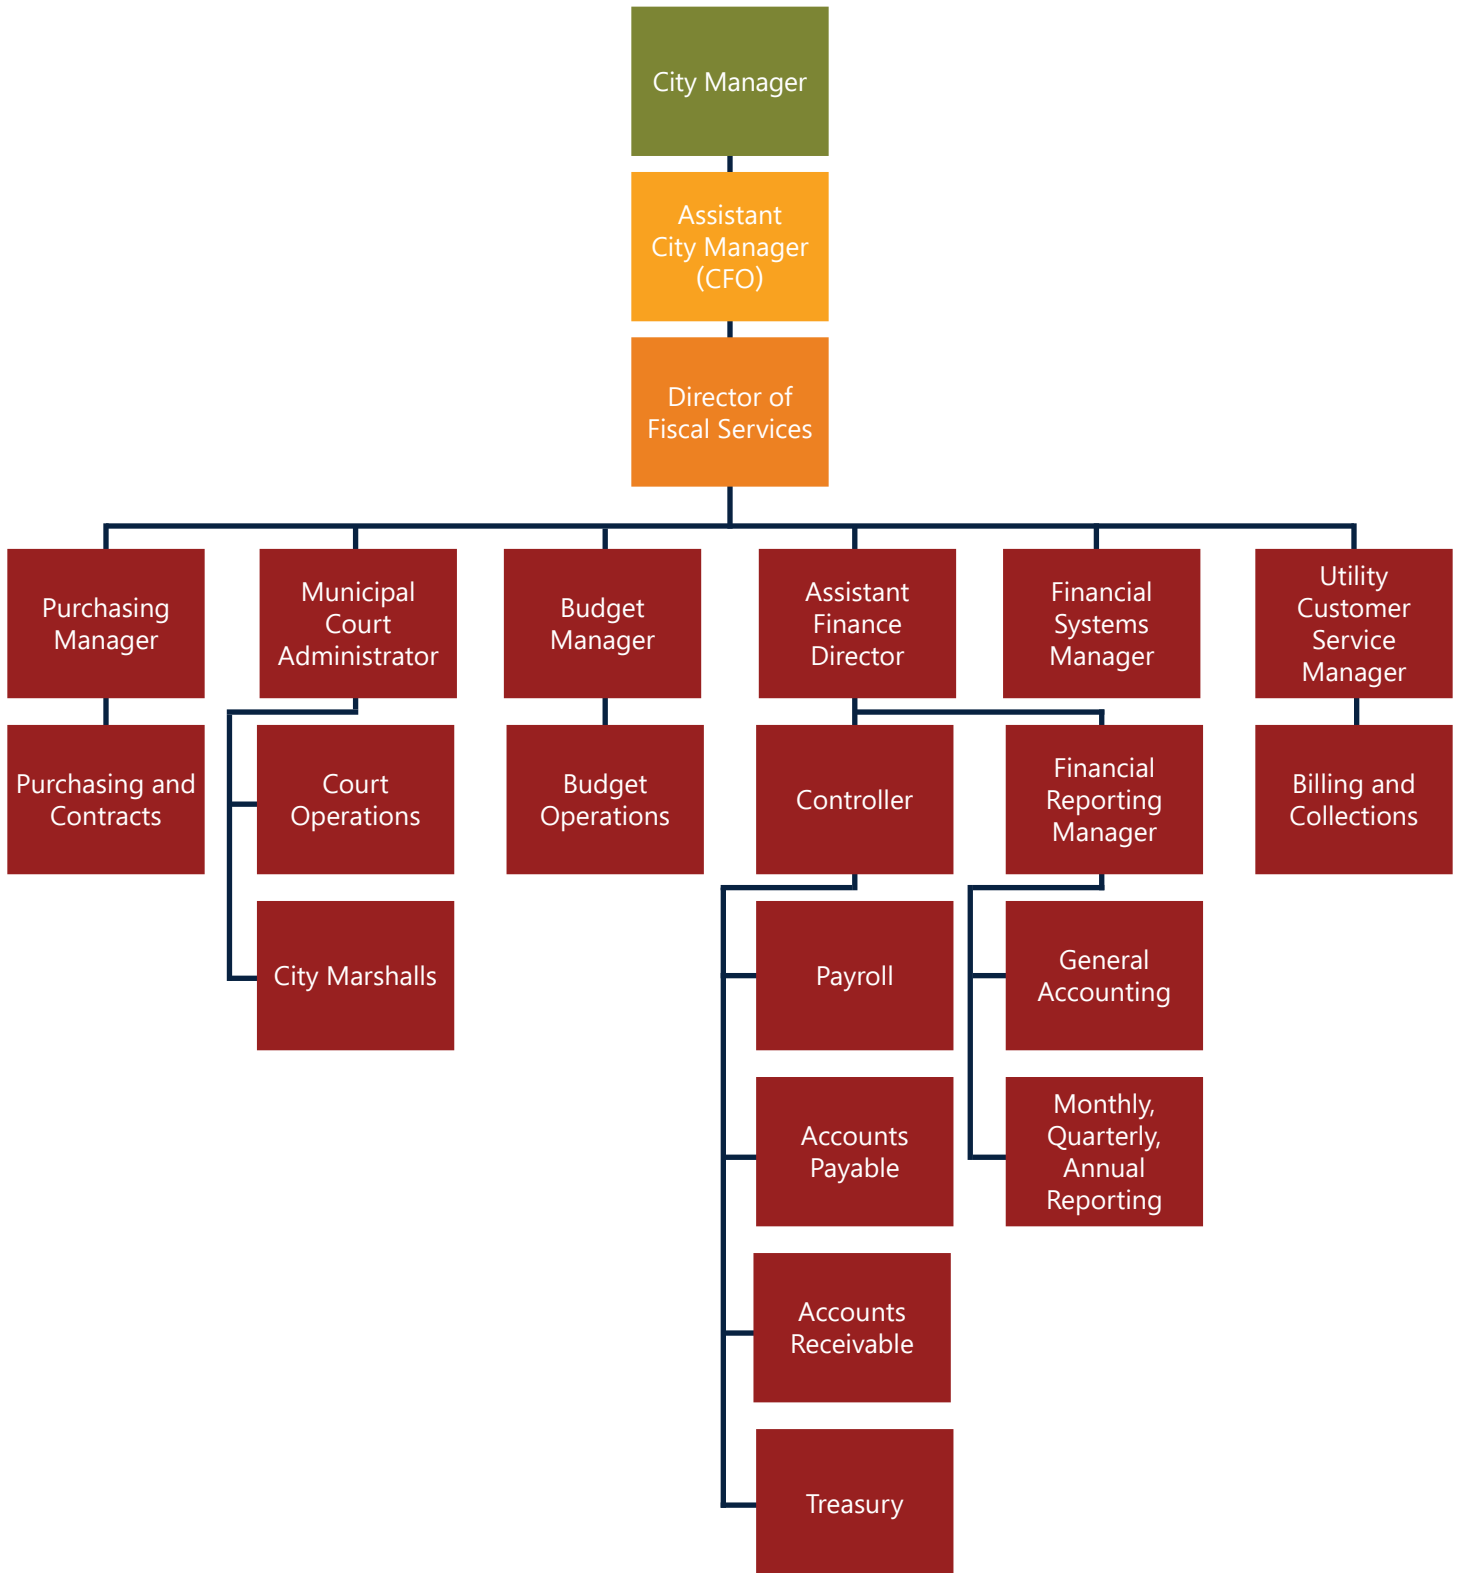 City Manager
Assistant
City Manager
(CFO)
Director of
Fiscal Services
Purchasing
Manager
Municipal
Court
Administrator
Budget
Manager
Assistant
Finance
Director
Financial
Systems
Manager
Utility
Customer
Service
Manager
Purchasing and
Contracts
Court
Operations
Budget
Operations
Controller
Financial
Reporting
Manager
Billing and
Collections
City Marshalls
Payroll
General
Accounting
Accounts
Payable
Monthly,
Quarterly,
Annual
Reporting
Accounts
Receivable
Treasury